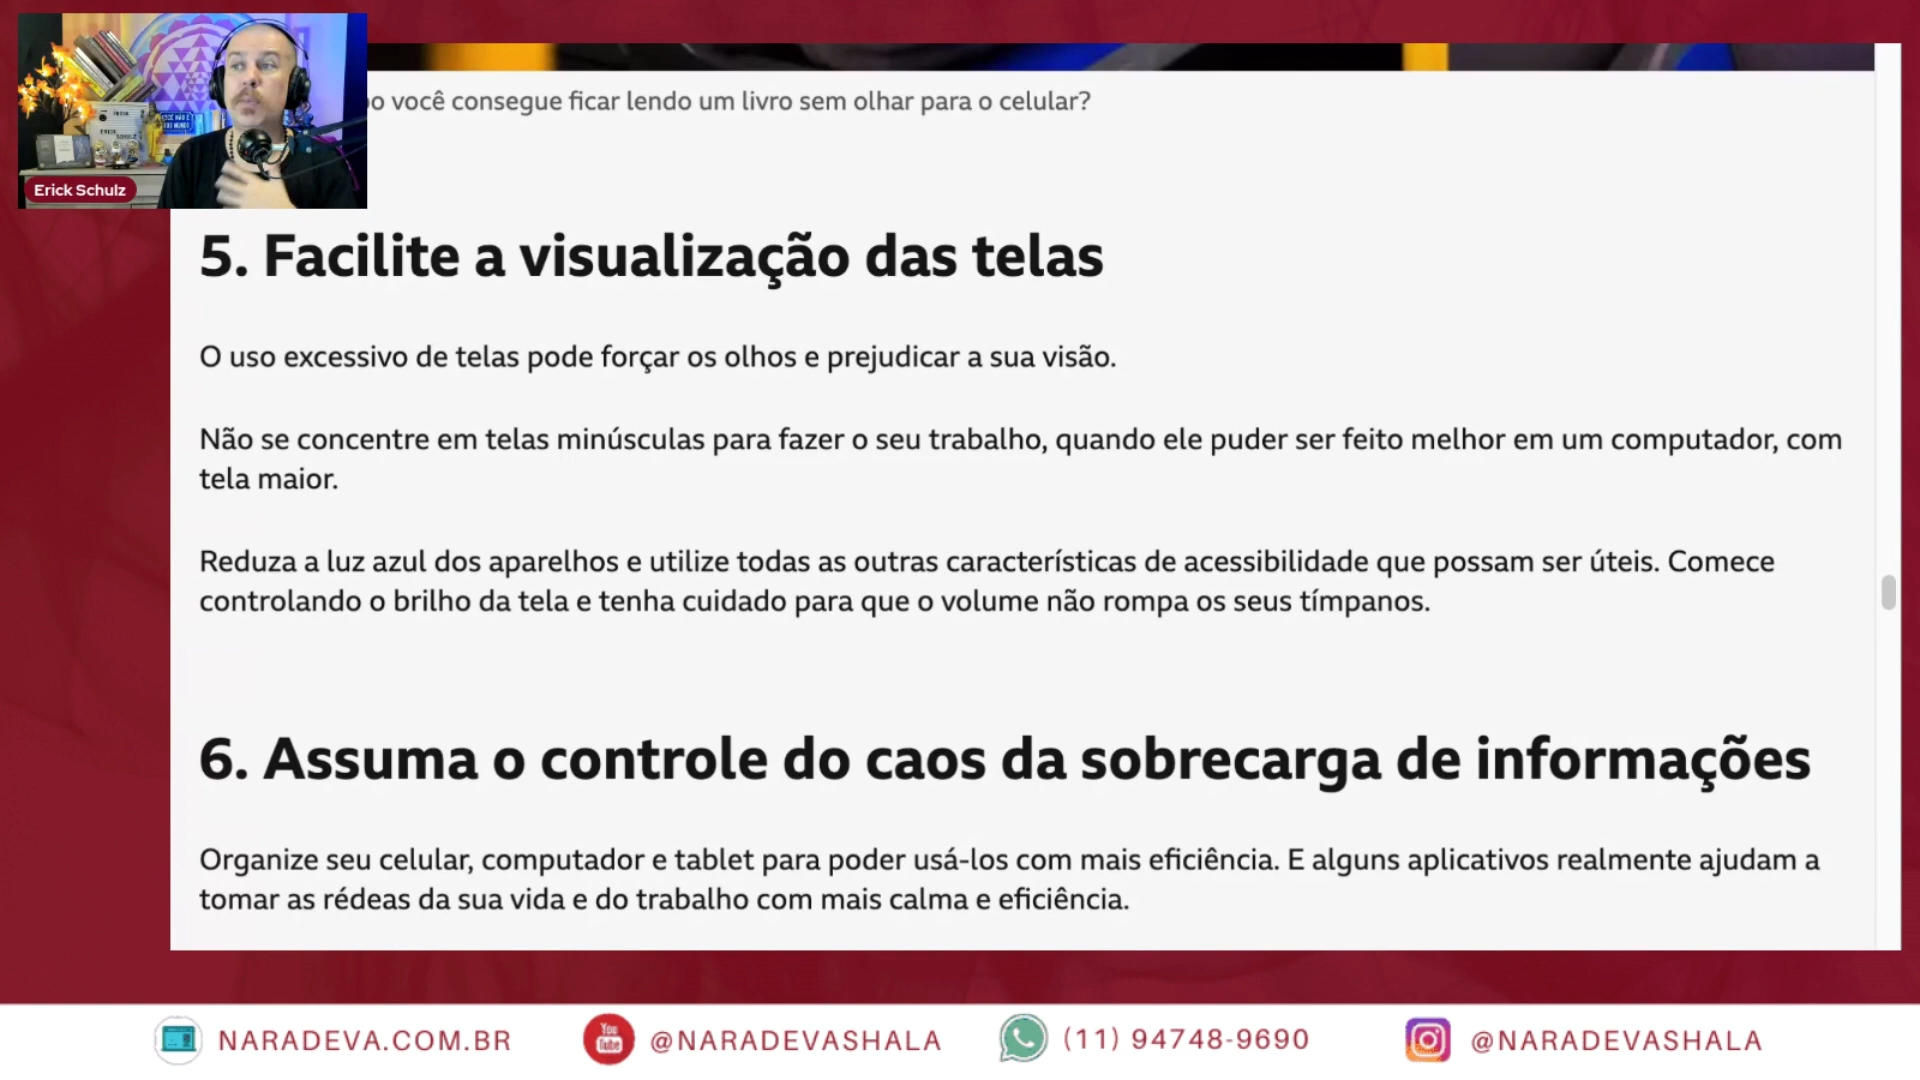 Erick Schulz
você consegue ficar lendo um livro sem olhar para o celular?
5. Facilite a visualização das telas
O uso excessivo de telas pode forçar os olhos e prejudicar a sua visão.
Não se concentre em telas minúsculas para fazer o seu trabalho, quando ele puder ser feito melhor em um computador, com
tela maior.
Reduza a luz azul dos aparelhos e utilize todas as outras características de acessibilidade que possam ser úteis. Comece
controlando o brilho da tela e tenha cuidado para que o volume não rompa os seus tímpanos.
6. Assuma o controle do caos da sobrecarga de informações
Organize seu celular, computador e tablet para poder usá-los com mais eficiência. E alguns aplicativos realmente ajudam a
tomar as rédeas da sua vida e do trabalho com mais calma e eficiência.
NARADEVA.COM.BR
You Tube @NARADEVASHALA
(11) 94748-9690
@NARADEVASHALA